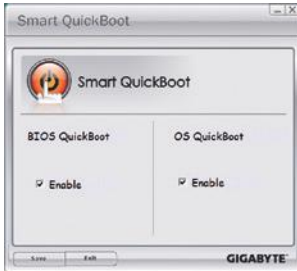 Smart QuickBoot
Smart QuickBoot
BIOS QuickBoot
Enable
OS QuickBoot
Enable
Save
Exit
GIGABYTE